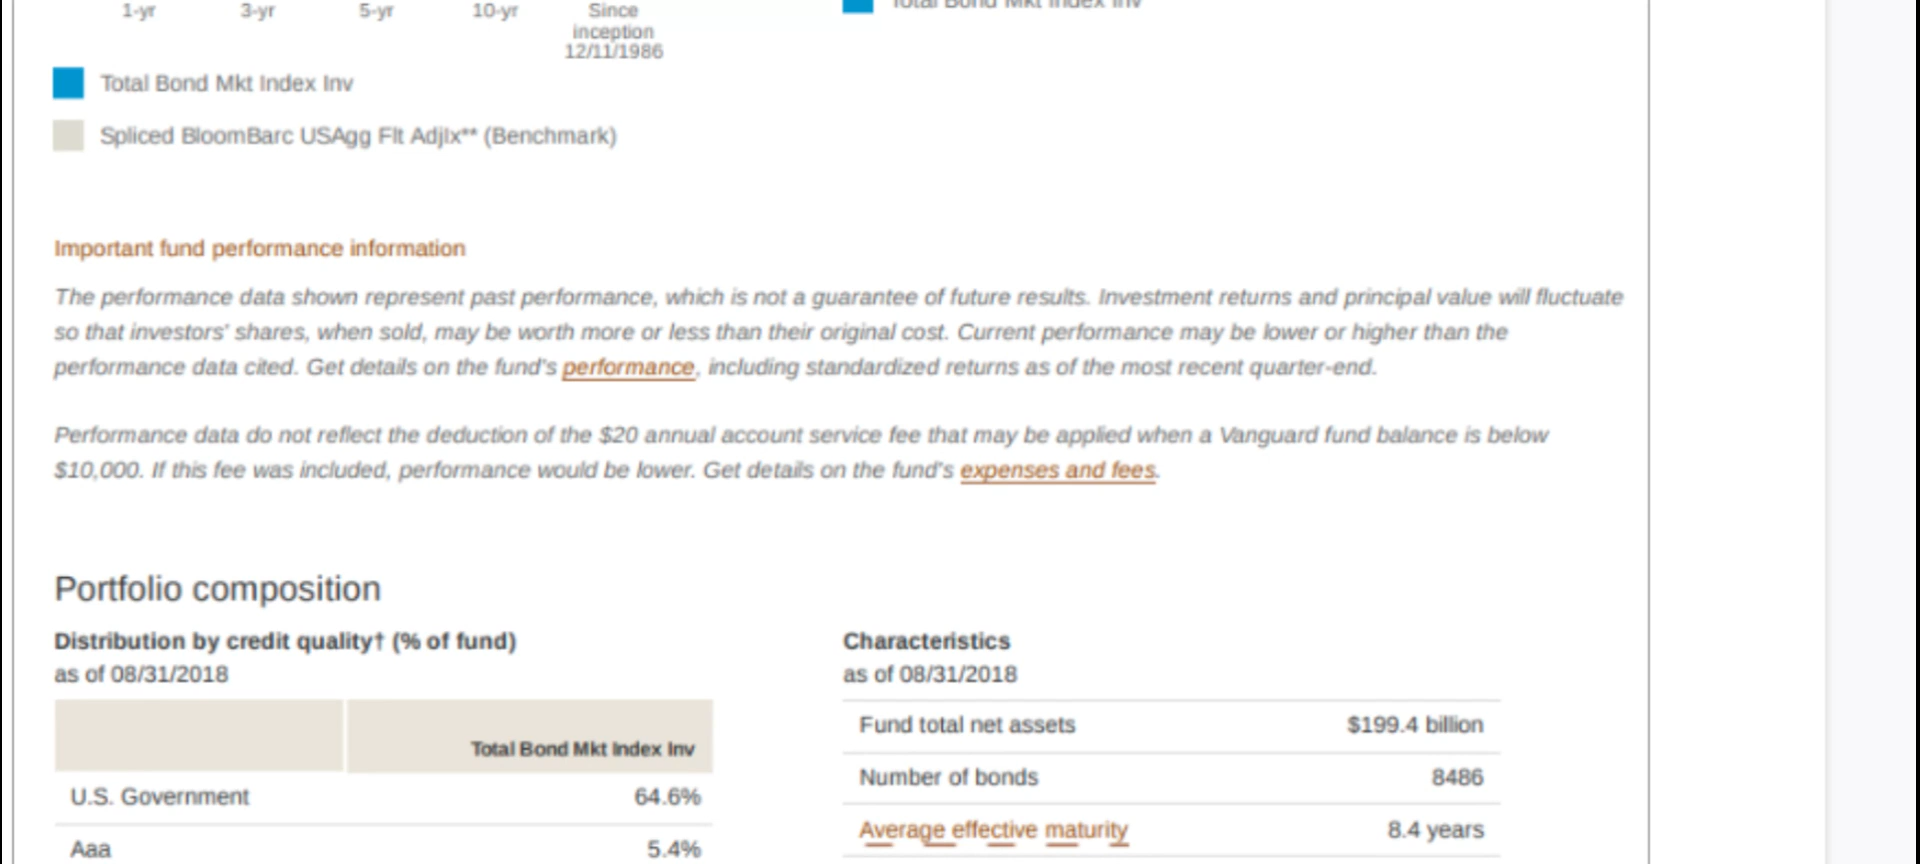 1-yr 3-yr 5-yr 10-yr Since
inception
12/11/1986
Total Bond Mkt Index Inv
Total Bond Mkt Index Inv
Spliced BloomBarc USAgg Flt AdjIx** (Benchmark)
Important fund performance information
The performance data shown represent past performance, which is not a guarantee of future results. Investment returns and principal value will fluctuate
so that investors' shares, when sold, may be worth more or less than their original cost. Current performance may be lower or higher than the
performance data cited. Get details on the fund's performance, including standardized returns as of the most recent quarter-end.
Performance data do not reflect the deduction of the $20 annual account service fee that may be applied when a Vanguard fund balance is below
$10,000. If this fee was included, performance would be lower. Get details on the fund's expenses and fees.
Portfolio composition
Distribution by credit quality† (% of fund)
as of 08/31/2018
Total Bond Mkt Index Inv
U.S. Government 64.6%
Aaa 5.4%
Characteristics
as of 08/31/2018
Fund total net assets $199.4 billion
Number of bonds 8486
Average effective maturity 8.4 years